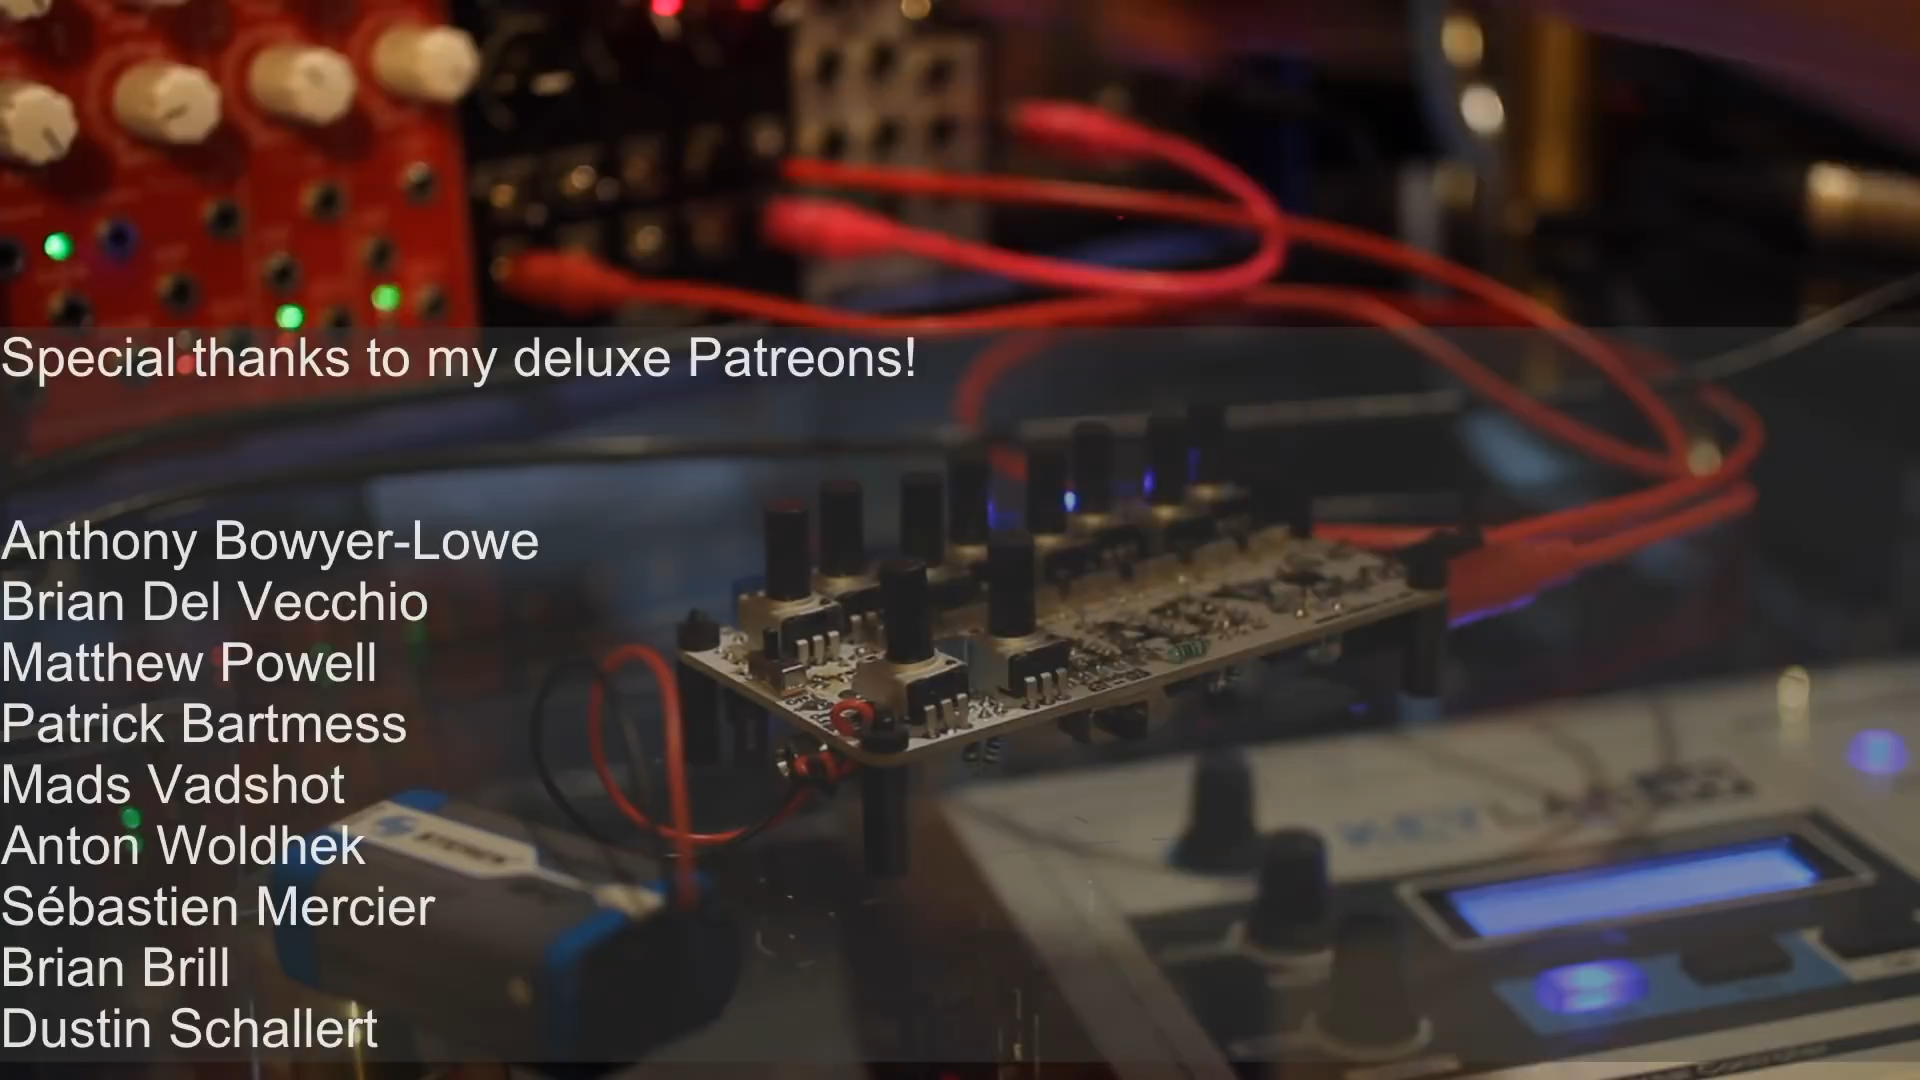 Special thanks to my deluxe Patreons!
Anthony Bowyer-Lowe
Brian Del Vecchio
Matthew Powell
Patrick Bartmess
Mads Vadshot
Anton Woldhek
Sébastien Mercier
Brian Brill
Dustin Schallert